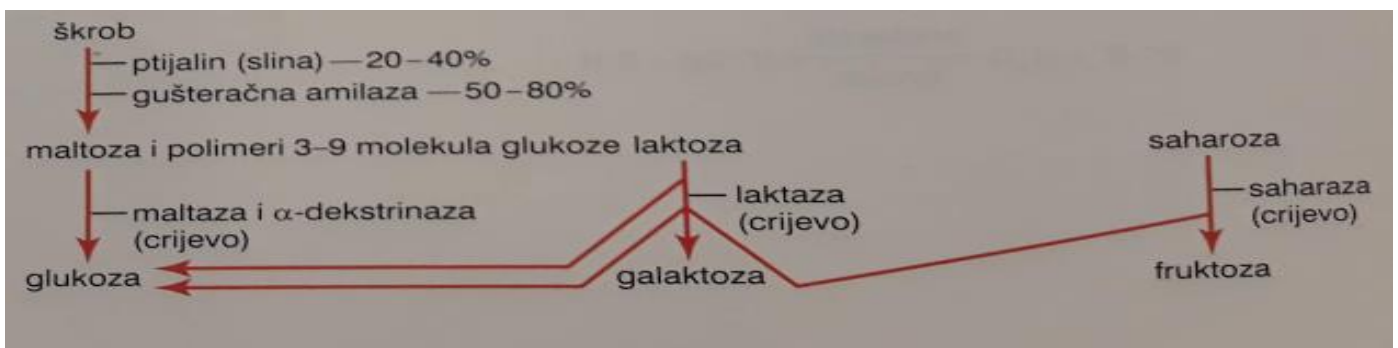 škrob
ptijalin (slina) — 20–40%
gušteračna amilaza — 50–80%
maltoza i polimeri 3–9 molekula glukoze laktoza
saharoza
maltaza i α-dekstrinaza
(crijevo)
laktaza
(crijevo)
saharaza
(crijevo)
glukoza
galaktoza
fruktoza